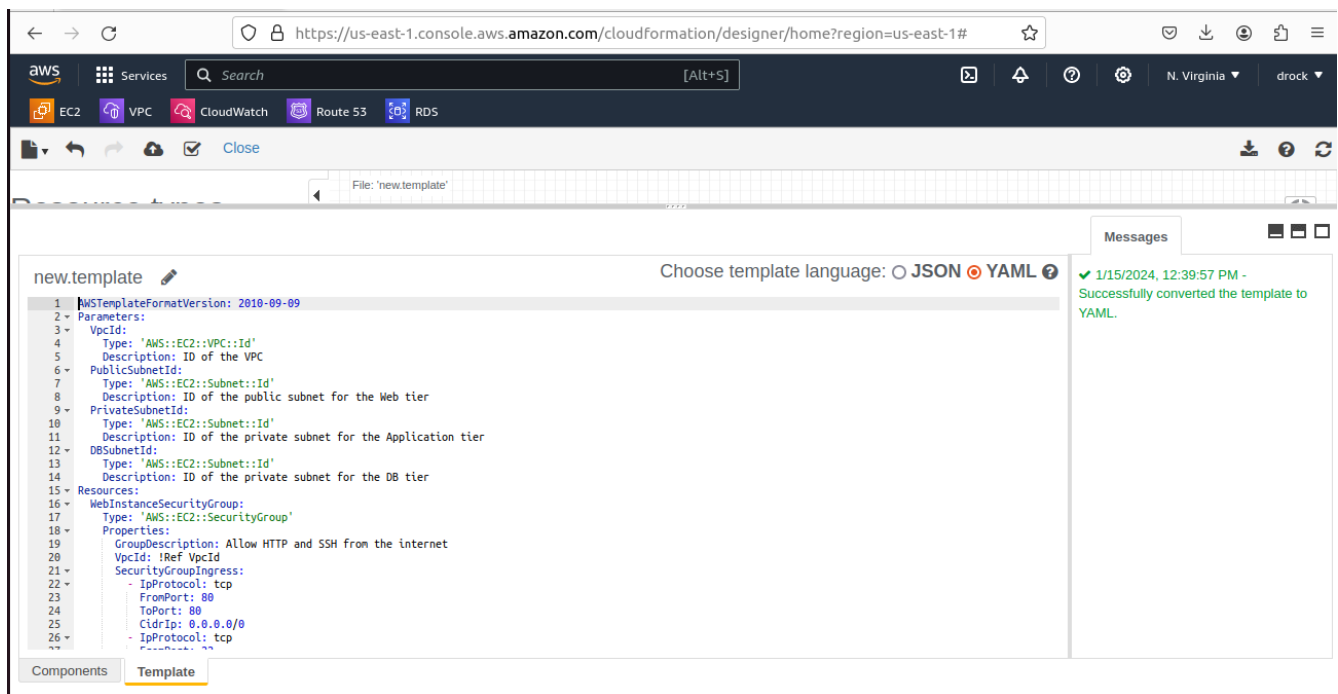 https://us-east-1.console.aws.amazon.com/cloudformation/designer/home?region=us-east-1#
aws Services Search [Alt+S] N. Virginia drock
EC2 VPC CloudWatch Route 53 RDS
Close
File: 'new.template'
Resource types
Messages
new.template Choose template language: JSON YAML
1/15/2024, 12:39:57 PM -
Successfully converted the template to
YAML.
1 AWSTemplateFormatVersion: 2010-09-09
2 Parameters:
3 VpcId:
4 Type: 'AWS::EC2::VPC::Id'
5 Description: ID of the VPC
6 PublicSubnetId:
7 Type: 'AWS::EC2::Subnet::Id'
8 Description: ID of the public subnet for the Web tier
9 PrivateSubnetId:
10 Type: 'AWS::EC2::Subnet::Id'
11 Description: ID of the private subnet for the Application tier
12 DBSubnetId:
13 Type: 'AWS::EC2::Subnet::Id'
14 Description: ID of the private subnet for the DB tier
15 Resources:
16 WebInstanceSecurityGroup:
17 Type: 'AWS::EC2::SecurityGroup'
18 Properties:
19 GroupDescription: Allow HTTP and SSH from the internet
20 VpcId: !Ref VpcId
21 SecurityGroupIngress:
22 - IpProtocol: tcp
23 FromPort: 80
24 ToPort: 80
25 CidrIp: 0.0.0.0/0
26 - IpProtocol: tcp
Components Template